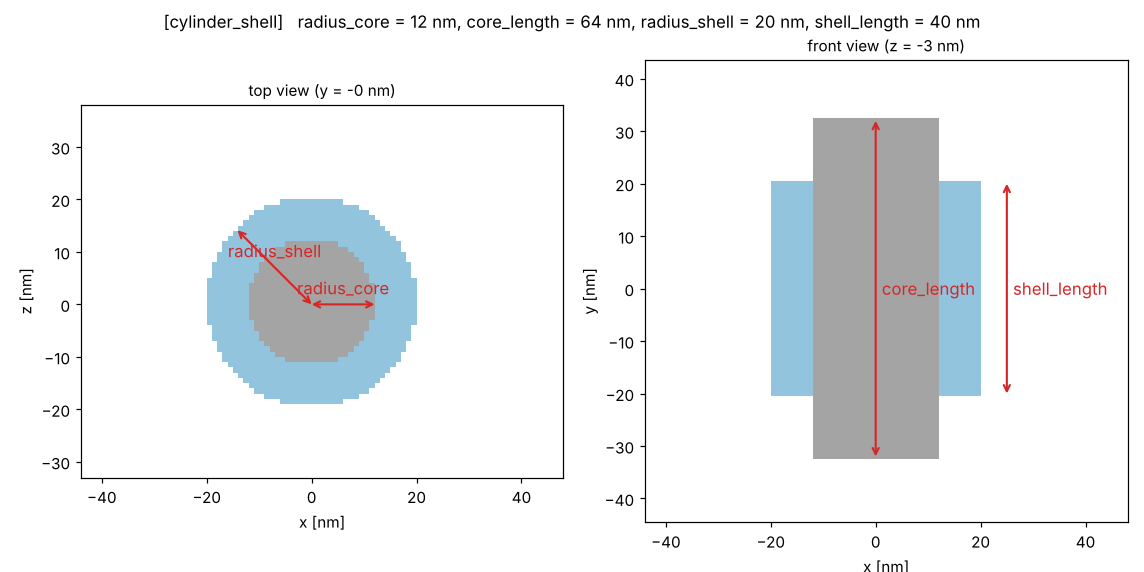 [cylinder_shell]   radius_core = 12 nm, core_length = 64 nm, radius_shell = 20 nm, shell_length = 40 nm
top view (y = -0 nm)
30
20
10
0
−10
−20
−30
z [nm]
radius_shell
radius_core
−40
−20
0
20
40
x [nm]
front view (z = -3 nm)
40
30
20
10
0
−10
−20
−30
−40
y [nm]
core_length
shell_length
−40
−20
0
20
40
x [nm]